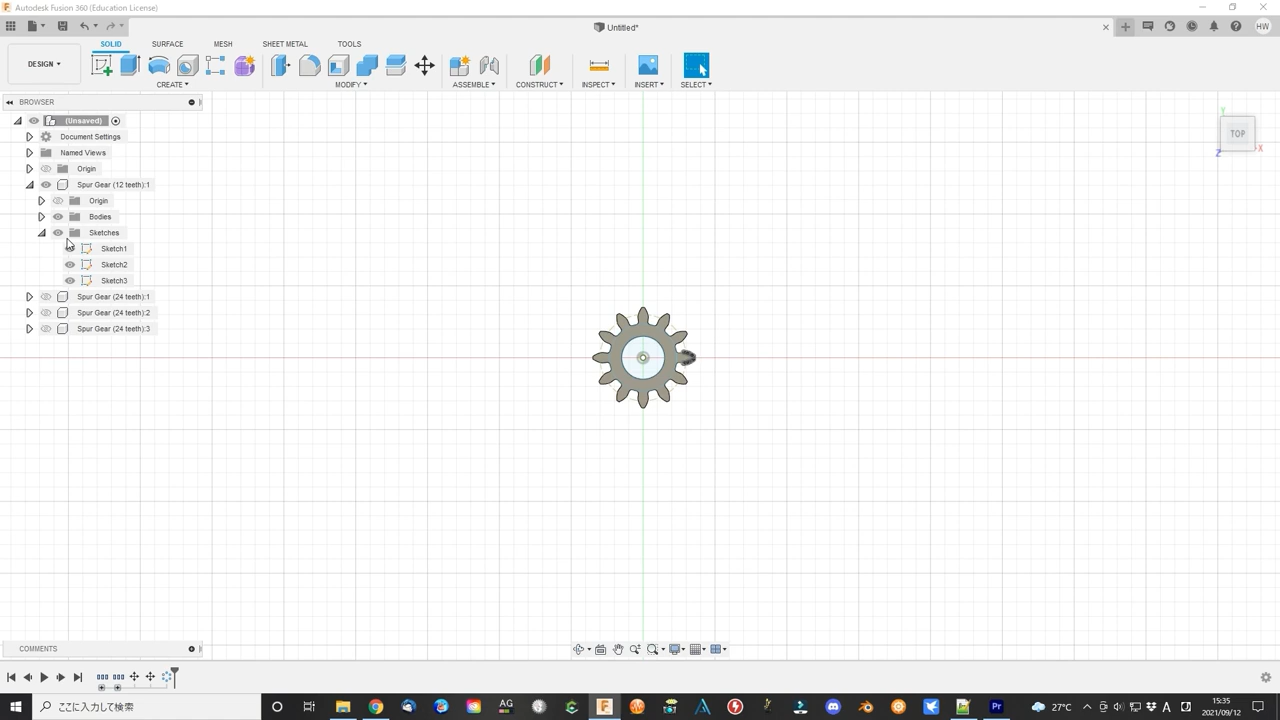 Autodesk Fusion 360 (Education License)
Untitled*
HW
DESIGN
SOLID
SURFACE
MESH
SHEET METAL
TOOLS
CREATE
MODIFY
ASSEMBLE
CONSTRUCT
INSPECT
INSERT
SELECT
BROWSER
(Unsaved)
Document Settings
Named Views
Origin
Spur Gear (12 teeth):1
Origin
Bodies
Sketches
Sketch1
Sketch2
Sketch3
Spur Gear (24 teeth):1
Spur Gear (24 teeth):2
Spur Gear (24 teeth):3
Y
TOP
X
Z
COMMENTS
ここに入力して検索
AG
27°C
A
15:35
2021/09/12